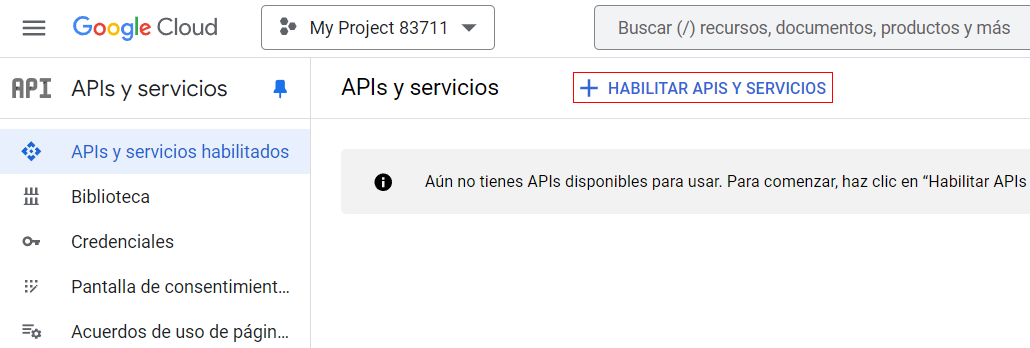 Google Cloud
My Project 83711
Buscar (/) recursos, documentos, productos y más
API
APIs y servicios
APIs y servicios
HABILITAR APIS Y SERVICIOS
APIs y servicios habilitados
Biblioteca
Credenciales
Pantalla de consentimient...
Acuerdos de uso de págin...
Aún no tienes APIs disponibles para usar. Para comenzar, haz clic en “Habilitar APIs